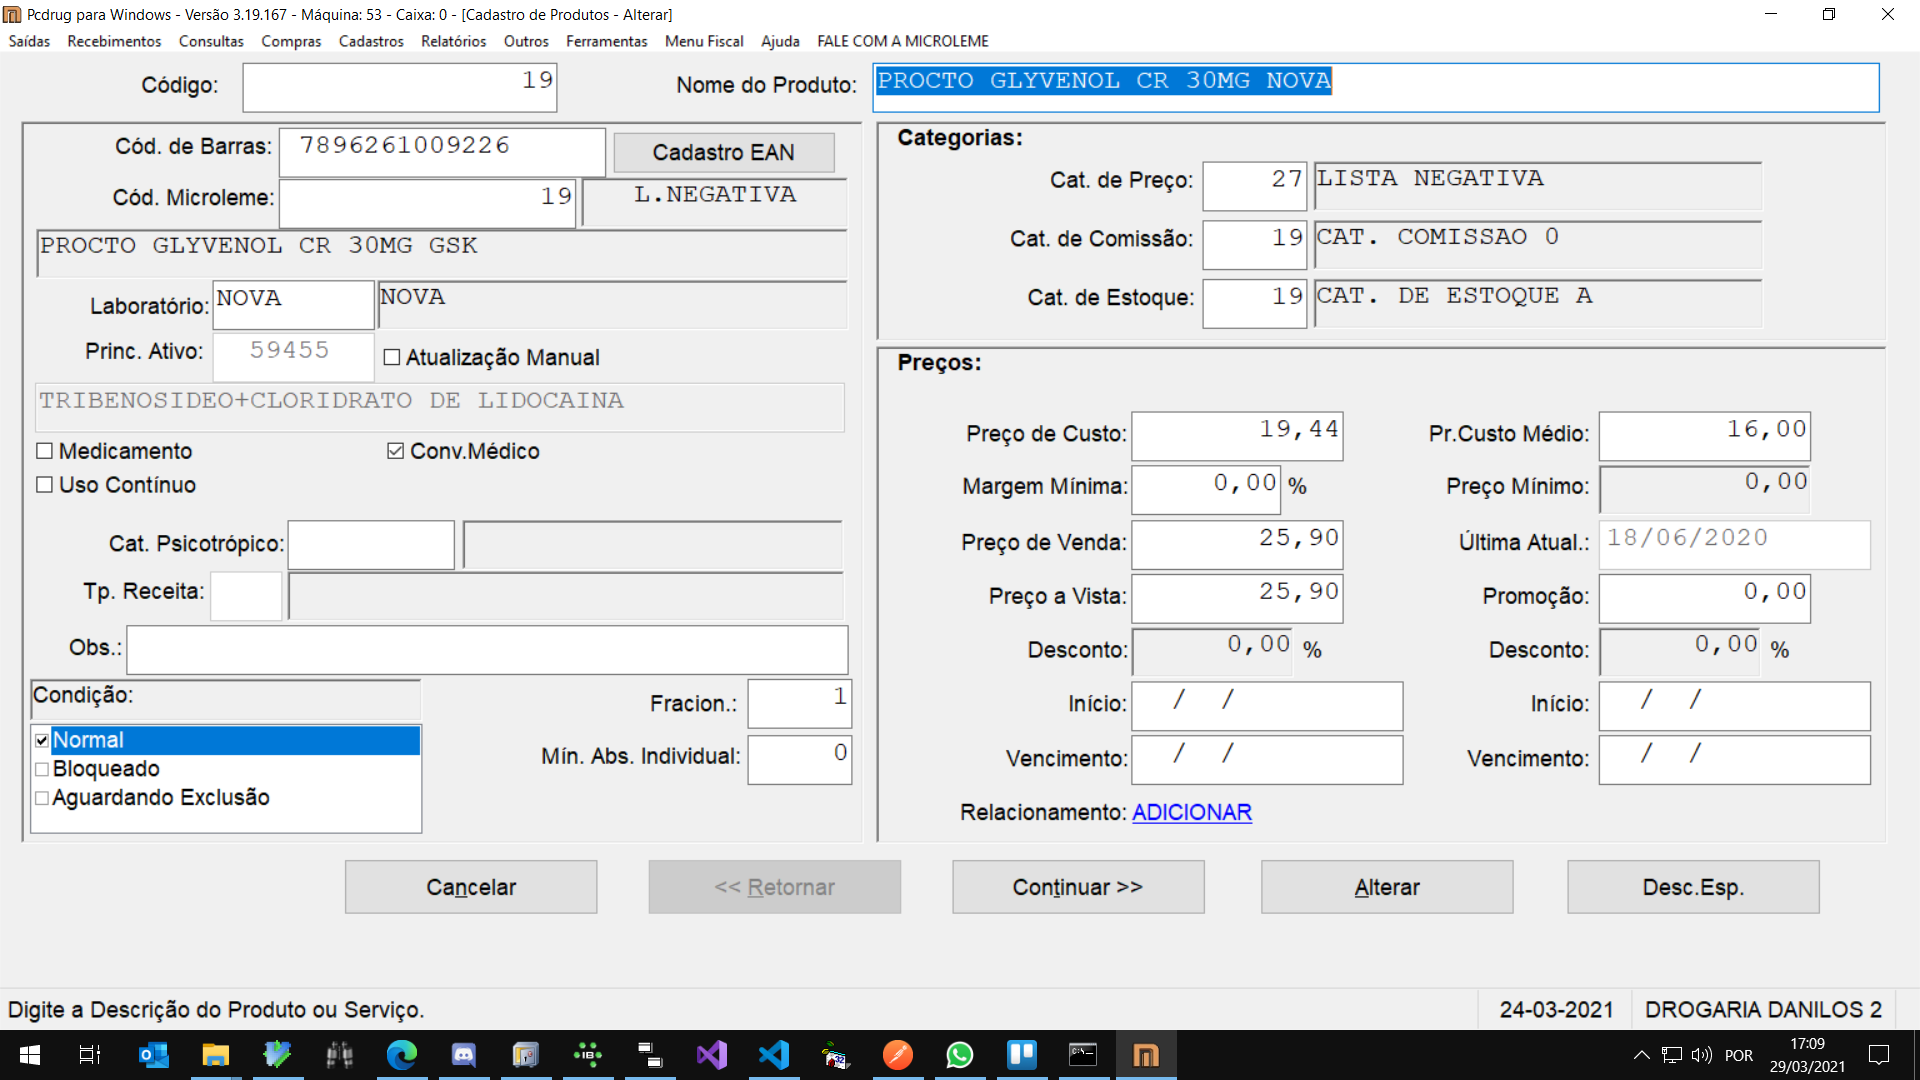 Pcdrug para Windows - Versão 3.19.167 - Máquina: 53 - Caixa: 0 - [Cadastro de Produtos - Alterar]
Saídas Recebimentos Consultas Compras Cadastros Relatórios Outros Ferramentas Menu Fiscal Ajuda FALE COM A MICROLEME
Código: 19 Nome do Produto: PROCTO GLYVENOL CR 30MG NOVA
Cód. de Barras: 7896261009226 Cadastro EAN
Cód. Microleme: 19 L.NEGATIVA
PROCTO GLYVENOL CR 30MG GSK
Laboratório: NOVA NOVA
Princ. Ativo: 59455 Atualização Manual
TRIBENOSIDEO+CLORIDRATO DE LIDOCAINA
Medicamento Conv.Médico
Uso Contínuo
Cat. Psicotrópico:
Tp. Receita:
Obs.:
Condição:
Normal
Bloqueado
Aguardando Exclusão
Fracion.: 1
Mín. Abs. Individual: 0
Categorias:
Cat. de Preço: 27 LISTA NEGATIVA
Cat. de Comissão: 19 CAT. COMISSAO 0
Cat. de Estoque: 19 CAT. DE ESTOQUE A
Preços:
Preço de Custo: 19,44 Pr.Custo Médio: 16,00
Margem Mínima: 0,00 % Preço Mínimo: 0,00
Preço de Venda: 25,90 Última Atual.: 18/06/2020
Preço a Vista: 25,90 Promoção: 0,00
Desconto: 0,00 % Desconto: 0,00 %
Início: / / Início: / /
Vencimento: / / Vencimento: / /
Relacionamento: ADICIONAR
Cancelar << Retornar Continuar >> Alterar Desc.Esp.
Digite a Descrição do Produto ou Serviço. 24-03-2021 DROGARIA DANILOS 2
POR 17:09
29/03/2021